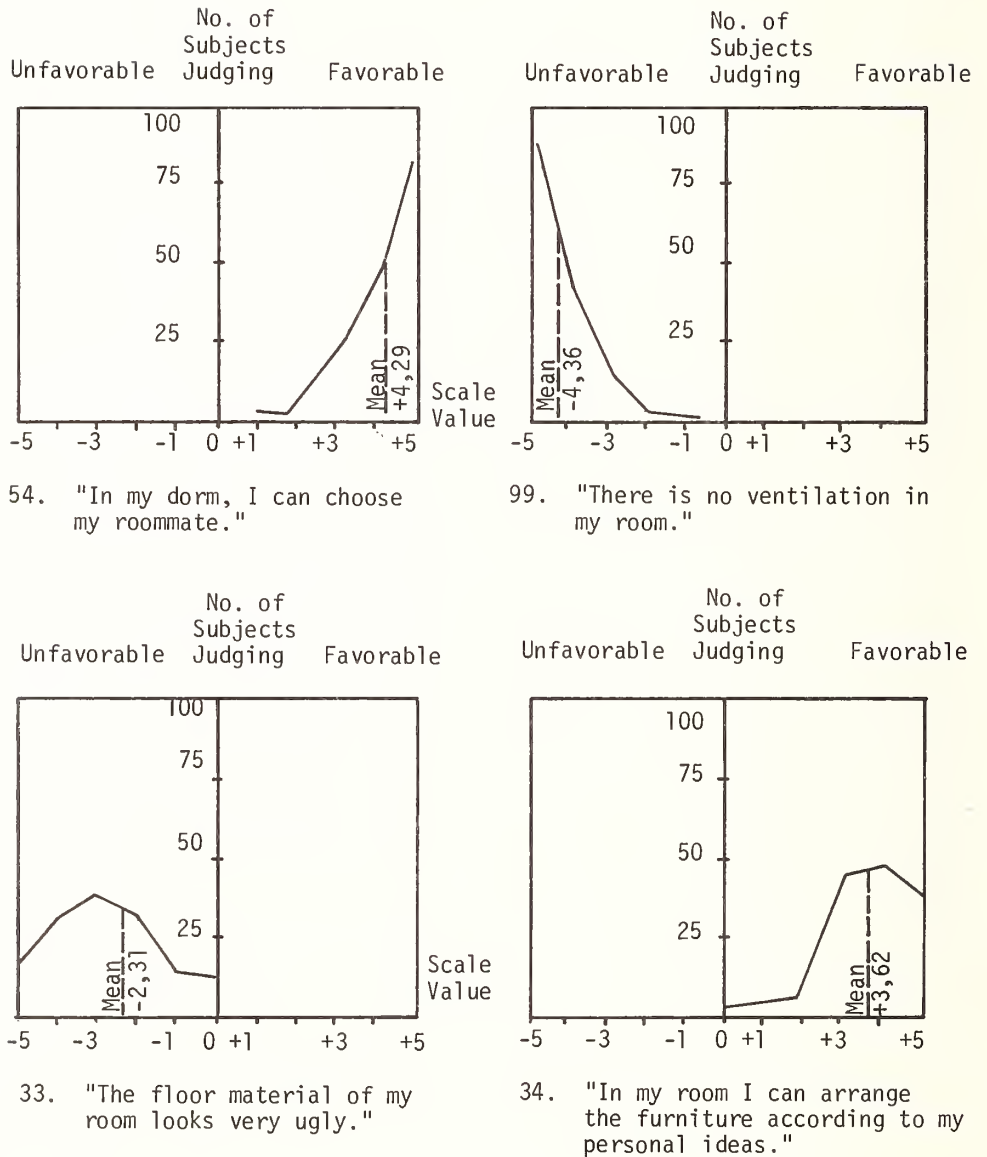 No. of
Subjects
Unfavorable Judging Favorable
100
75
50
25
Mean
+4,29
Scale
Value
-5 -3 -1 0 +1 +3 +5
54. "In my dorm, I can choose
my roommate."
No. of
Subjects
Unfavorable Judging Favorable
100
75
50
25
Mean
-4,36
-5 -3 -1 0 +1 +3 +5
99. "There is no ventilation in
my room."
No. of
Subjects
Unfavorable Judging Favorable
100
75
50
25
Mean
-2,31
Scale
Value
-5 -3 -1 0 +1 +3 +5
33. "The floor material of my
room looks very ugly."
No. of
Subjects
Unfavorable Judging Favorable
100
75
50
25
Mean
+3,62
-5 -3 -1 0 +1 +3 +5
34. "In my room I can arrange
the furniture according to my
personal ideas."